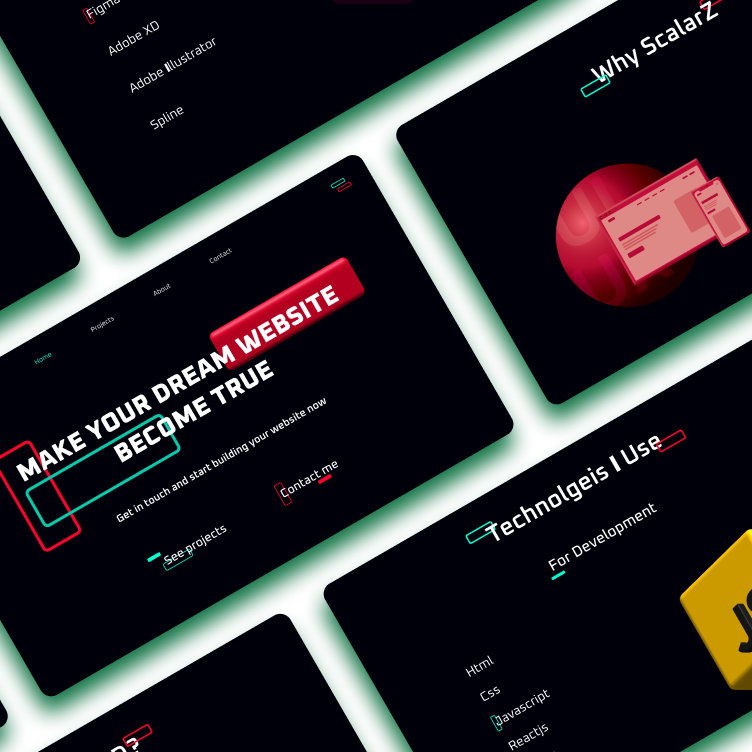 Figma
Adobe XD
Adobe Illustrator
Spline
Why ScalarZ
Home
Projects
About
Contact
MAKE YOUR DREAM WEBSITE
BECOME TRUE
Get in touch and start building your website now
See projects
Contact me
Technolgeis I Use
For Development
Html
Css
Javascript
Reactjs
JS
?